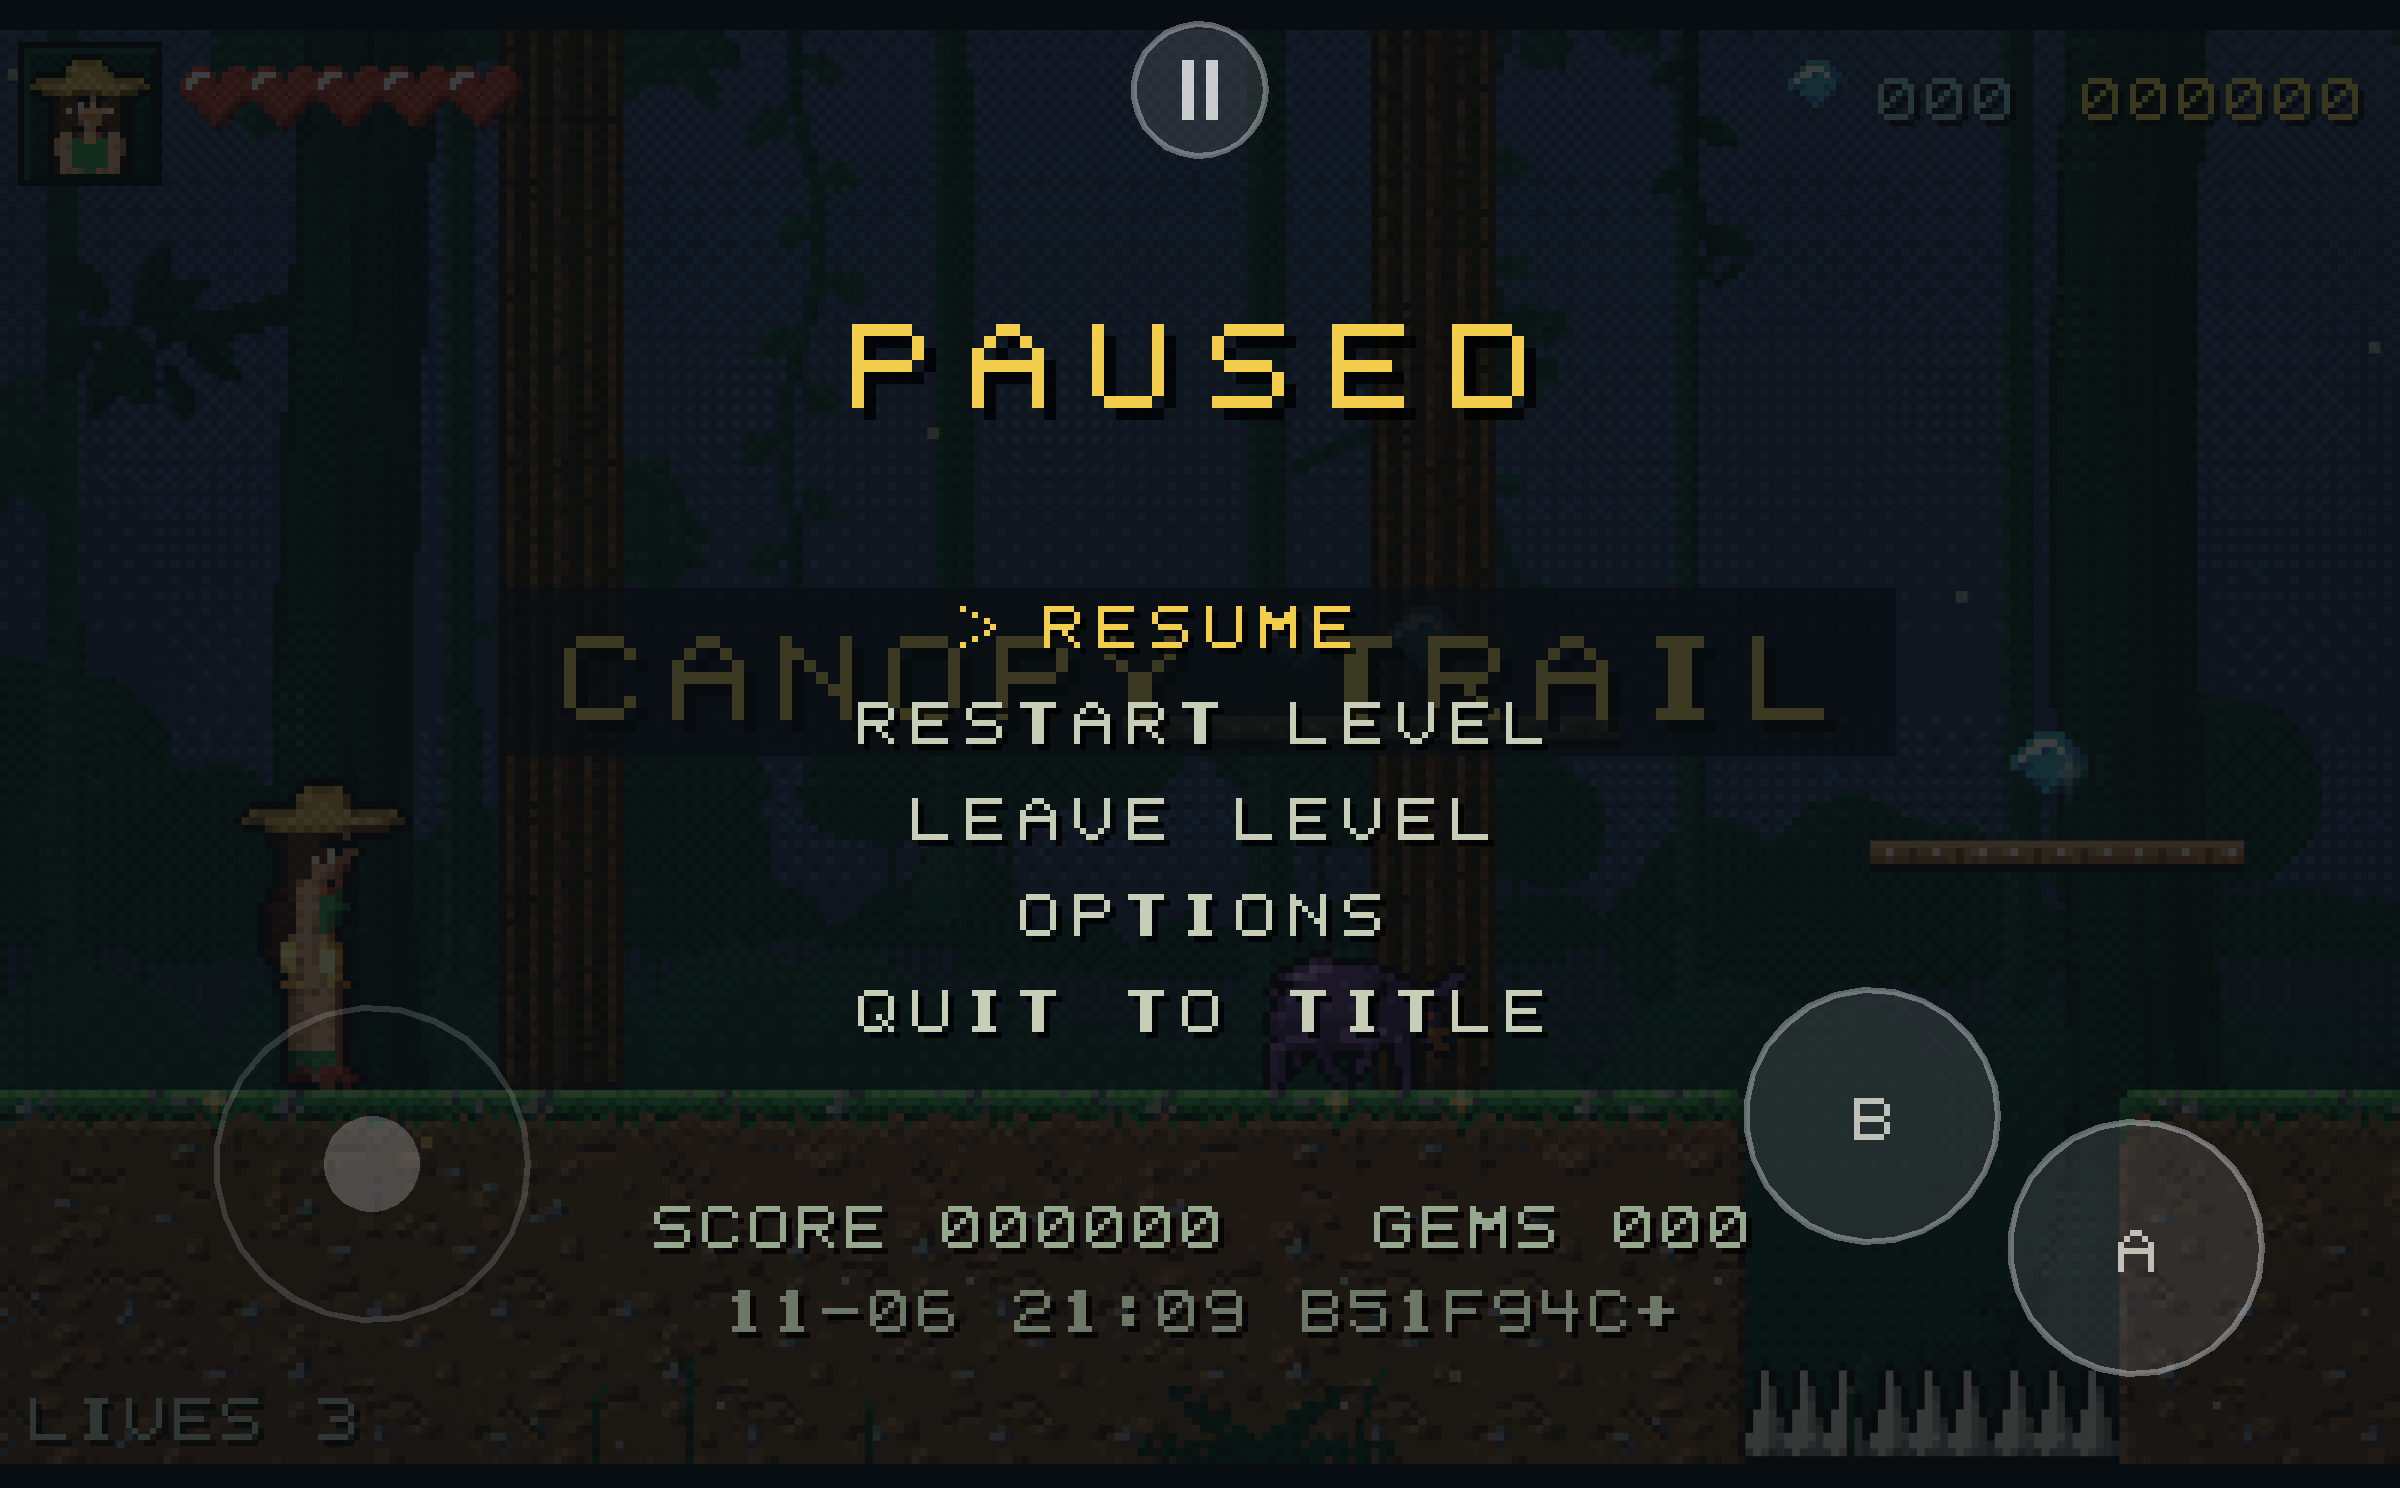 000 000000
PAUSED
> RESUME
CANOPY TRAIL
RESTART LEVEL
LEAVE LEVEL
OPTIONS
QUIT TO TITLE
B
A
SCORE 000000 GEMS 000
11-06 21:09 B51F94C+
LIVES 3